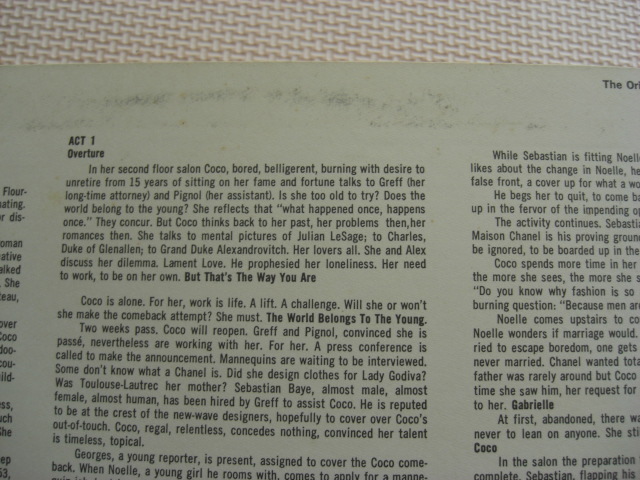 The Ori
ACT 1
Overture
In her second floor salon Coco, bored, belligerent, burning with desire to
unretire from 15 years of sitting on her fame and fortune talks to Greff (her
long-time attorney) and Pignol (her assistant). Is she too old to try? Does the
world belong to the young? She reflects that "what happened once, happens
once." They concur. But Coco thinks back to her past, her problems then,her
romances then. She talks to mental pictures of Julian LeSage; to Charles,
Duke of Glenallen; to Grand Duke Alexandrovitch. Her lovers all. She and Alex
discuss her dilemma. Lament Love. He prophesied her loneliness. Her need
to work, to be on her own. But That's The Way You Are
Coco is alone. For her, work is life. A lift. A challenge. Will she or won't
she make the comeback attempt? She must. The World Belongs To The Young.
Two weeks pass. Coco will reopen. Greff and Pignol, convinced she is
passé, nevertheless are working with her. For her. A press conference is
called to make the announcement. Mannequins are waiting to be interviewed.
Some don't know what a Chanel is. Did she design clothes for Lady Godiva?
Was Toulouse-Lautrec her mother? Sebastian Baye, almost male, almost
female, almost human, has been hired by Greff to assist Coco. He is reputed
to be at the crest of the new-wave designers, hopefully to cover over Coco's
out-of-touch. Coco, regal, relentless, concedes nothing, convinced her talent
is timeless, topical.
Georges, a young reporter, is present, assigned to cover the Coco come-
back. When Noelle, a young girl he rooms with, comes to apply for a manne-
While Sebastian is fitting Noell
likes about the change in Noelle, he
false front, a cover up for what a wo
He begs her to quit, to come ba
up in the fervor of the impending op
The activity continues. Sebastia
Maison Chanel is his proving groun
be ignored, to be boarded up in the
Coco spends more time in her
the more she sees, the more she s
"Do you know why fashion is so
burning question: "Because men ar
Noelle comes upstairs to co
Noelle wonders if marriage would.
ried to escape boredom, one gets
never married. Chanel wanted tota
father was rarely around but Coco
time she saw him, her request for
to her. Gabrielle
At first, abandoned, there wa
never to lean on anyone. She sti
Coco
In the salon the preparation
complete. Sebastian, flapping his